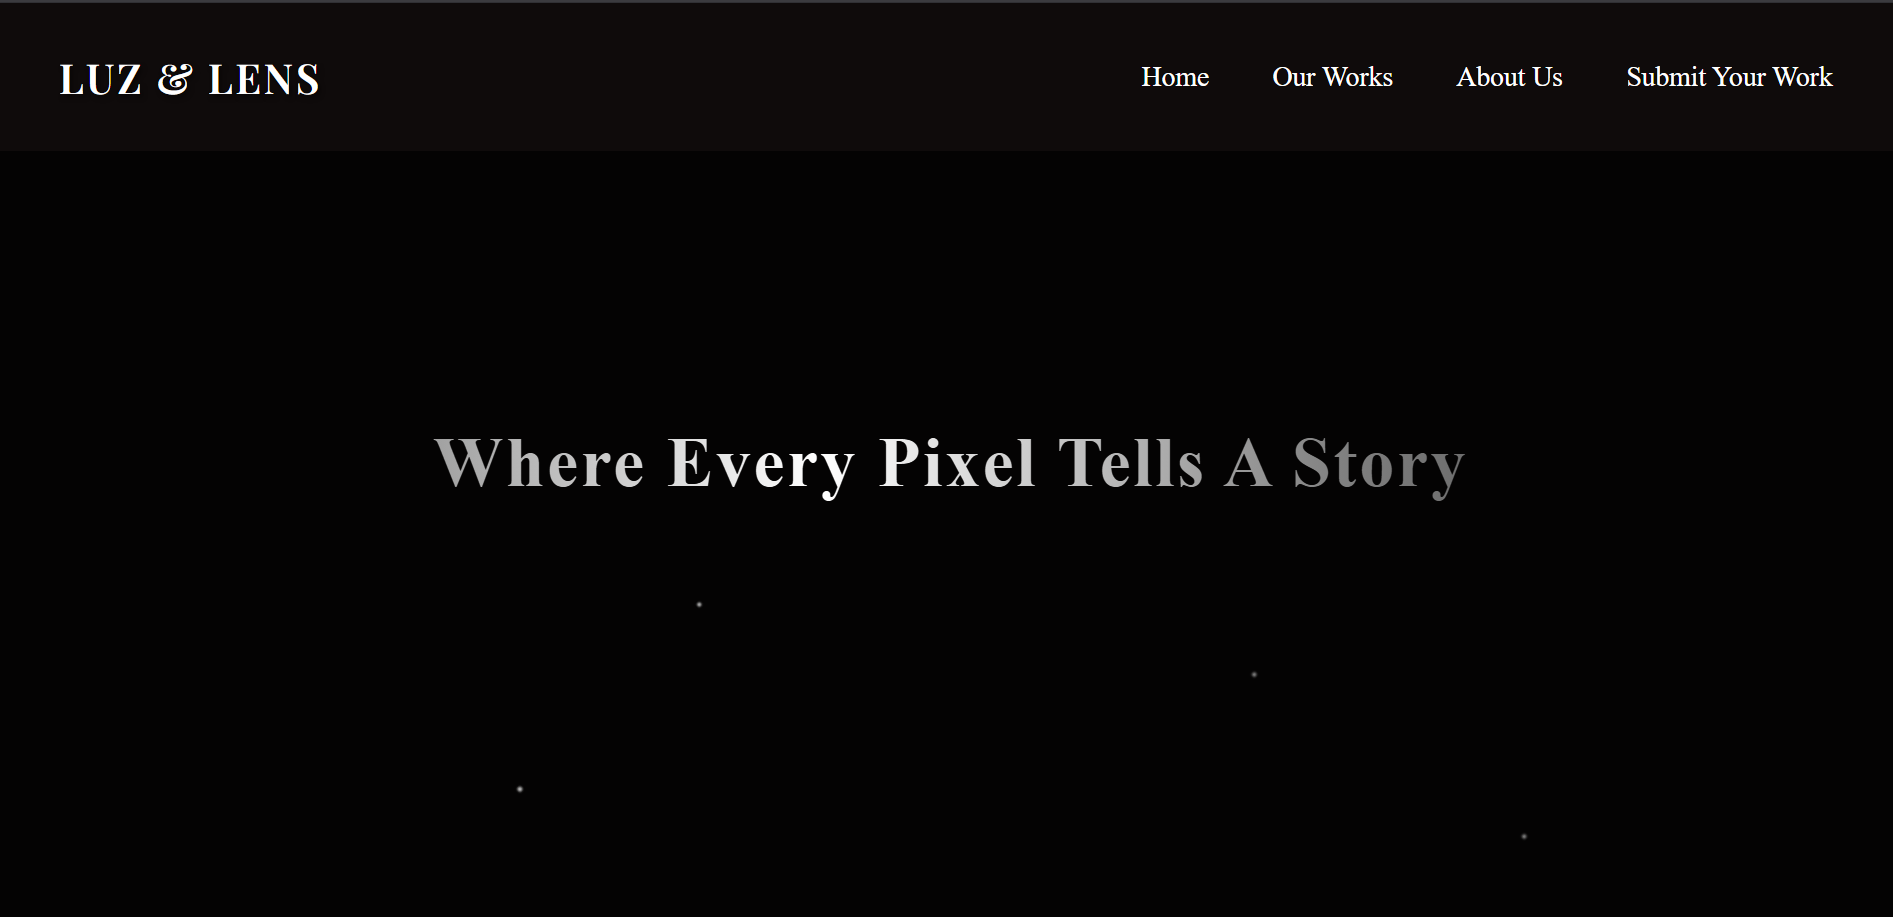 LUZ & LENS
Home
Our Works
About Us
Submit Your Work
Where Every Pixel Tells A Story